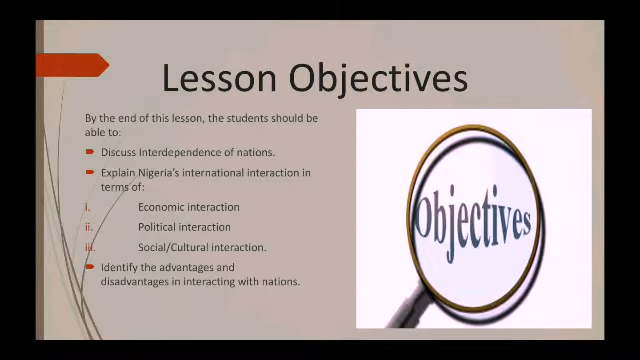 Lesson Objectives
By the end of this lesson, the students should be
able to:
Discuss Interdependence of nations.
Explain Nigeria's international interaction in
terms of:
i. Economic interaction
ii. Political interaction
iii. Social/Cultural interaction.
Identify the advantages and
disadvantages in interacting with nations.
Objectives